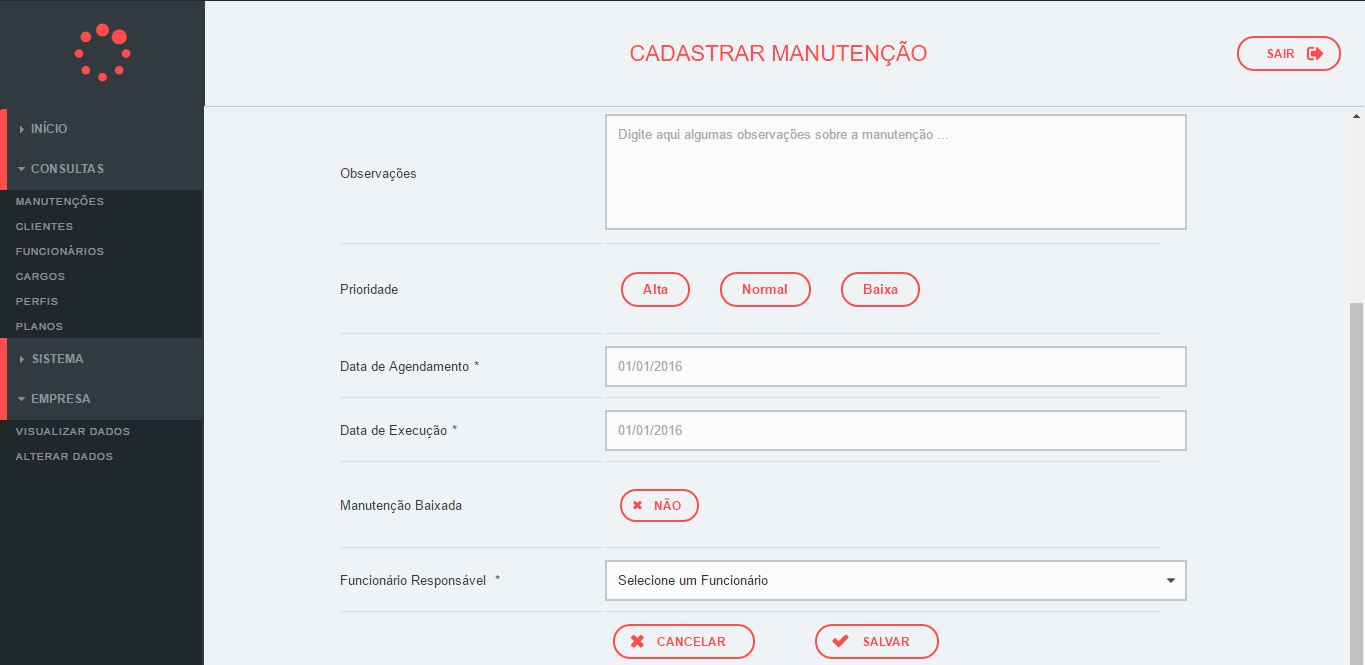 CADASTRAR MANUTENÇÃO
SAIR
INÍCIO
CONSULTAS
MANUTENÇÕES
CLIENTES
FUNCIONÁRIOS
CARGOS
PERFIS
PLANOS
SISTEMA
EMPRESA
VISUALIZAR DADOS
ALTERAR DADOS
Observações
Digite aqui algumas observações sobre a manutenção ...
Prioridade
Alta Normal Baixa
Data de Agendamento *
01/01/2016
Data de Execução *
01/01/2016
Manutenção Baixada
NÃO
Funcionário Responsável *
Selecione um Funcionário
CANCELAR SALVAR